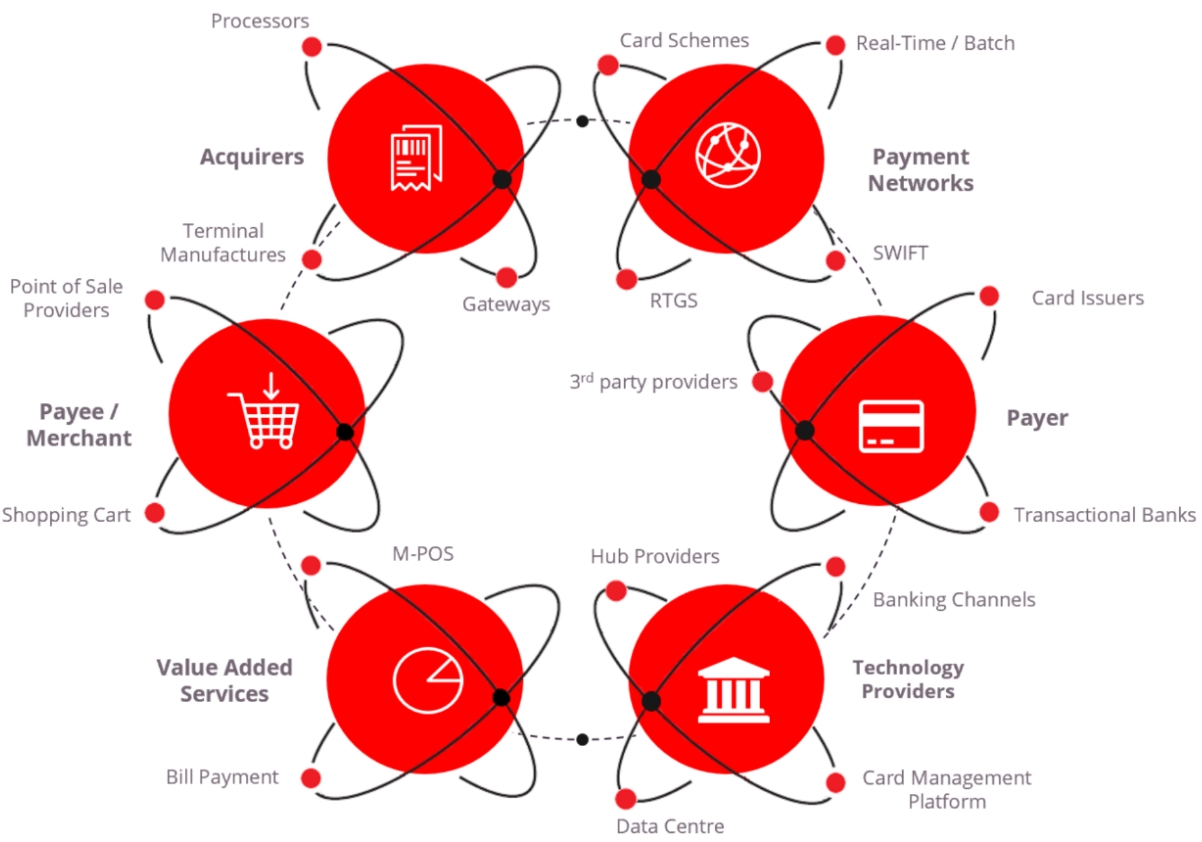 Processors
Card Schemes
Real-Time / Batch
Acquirers
Payment
Networks
Terminal
Manufactures
Gateways
RTGS
SWIFT
Point of Sale
Providers
Card Issuers
3rd party providers
Payee /
Merchant
Payer
Shopping Cart
Transactional Banks
M-POS
Hub Providers
Banking Channels
Value Added
Services
Technology
Providers
Bill Payment
Card Management
Platform
Data Centre